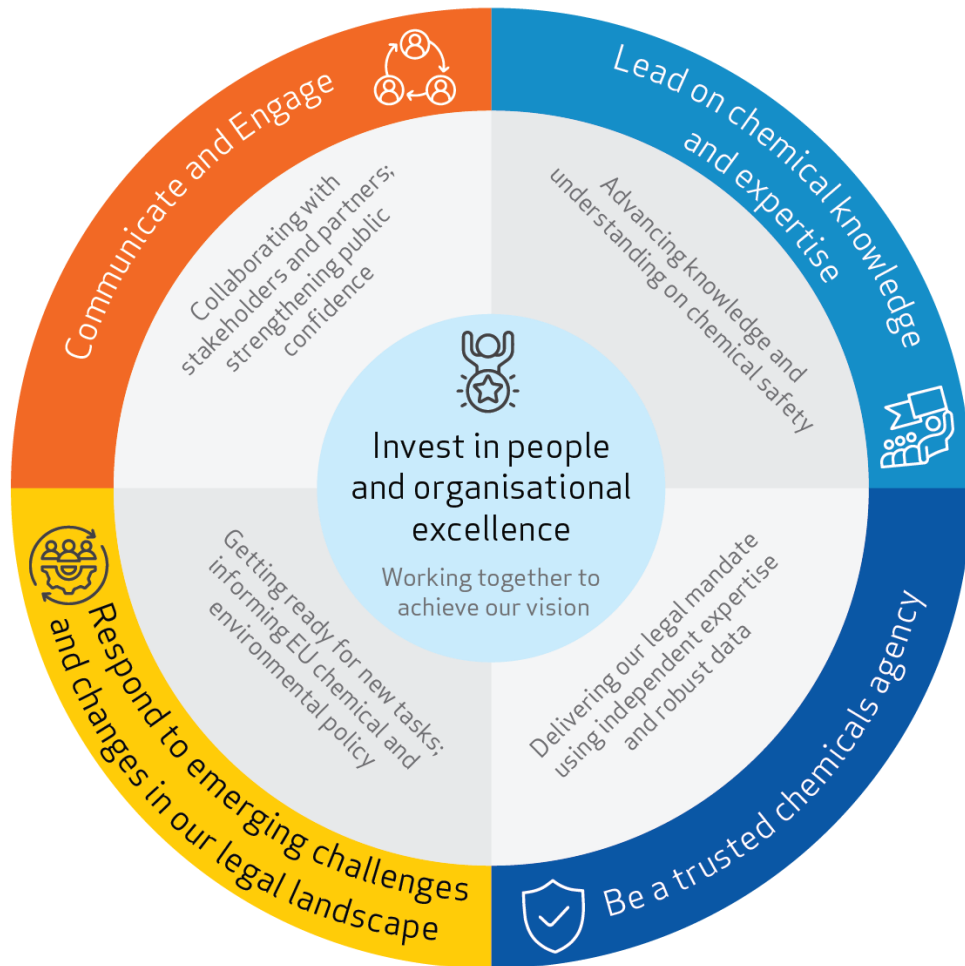 Communicate and Engage
Collaborating with
stakeholders and partners;
strengthening public
confidence
Lead on chemical knowledge
and expertise
Advancing knowledge and
understanding on chemical safety
Invest in people
and organisational
excellence
Working together to
achieve our vision
Respond to emerging challenges
and changes in our legal landscape
Getting ready for new tasks;
informing EU chemical and
environmental policy
Delivering our legal mandate
using independent expertise
and robust data
Be a trusted chemicals agency